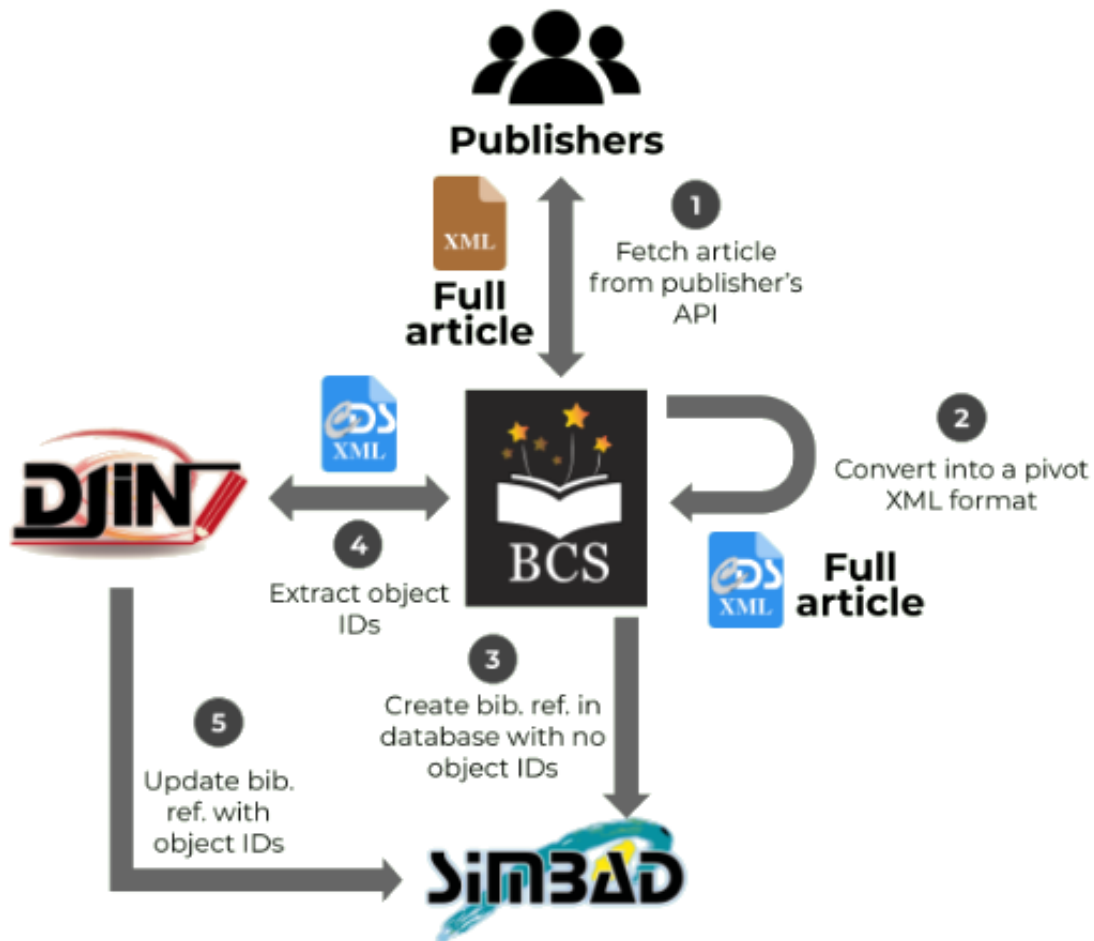 Publishers
XML
Full
article
1
Fetch article
from publisher's
API
CDS
XML
DJIN
BCS
2
Convert into a pivot
XML format
CDS
XML
Full
article
4
Extract object
IDs
3
Create bib. ref. in
database with no
object IDs
5
Update bib.
ref. with
object IDs
SiMBAD